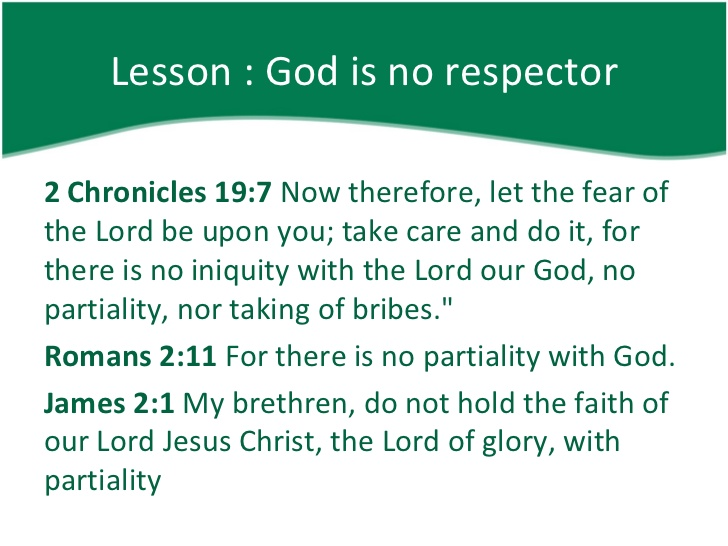 Lesson : God is no respector
2 Chronicles 19:7 Now therefore, let the fear of
the Lord be upon you; take care and do it, for
there is no iniquity with the Lord our God, no
partiality, nor taking of bribes."
Romans 2:11 For there is no partiality with God.
James 2:1 My brethren, do not hold the faith of
our Lord Jesus Christ, the Lord of glory, with
partiality